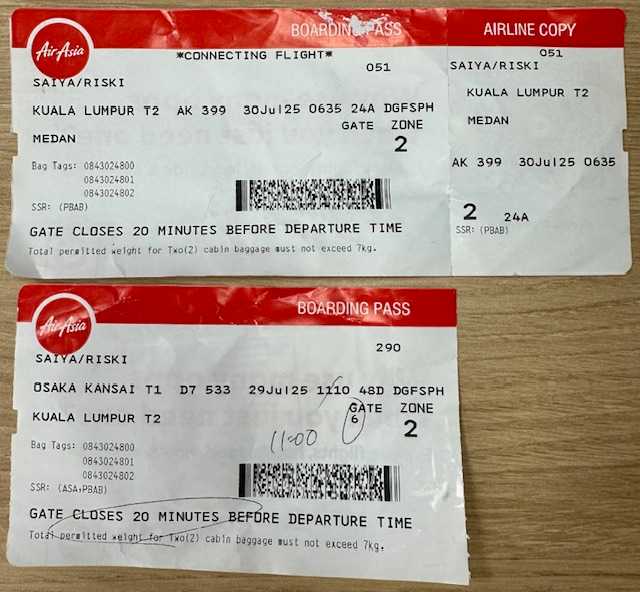 BOARDING PASS
AirAsia
*CONNECTING FLIGHT*
051
SAIYA/RISKI
KUALA LUMPUR T2 AK 399 30Jul25 0635 24A DGFSPH
GATE ZONE
MEDAN
2
Bag Tags: 0843024800
0843024801
0843024802
SSR: (PBAB)
GATE CLOSES 20 MINUTES BEFORE DEPARTURE TIME
Total permitted weight for Two(2) cabin baggage must not exceed 7kg.
AIRLINE COPY
051
SAIYA/RISKI
KUALA LUMPUR T2
MEDAN
AK 399 30Jul25 0635
2 24A
SSR: (PBAB)
BOARDING PASS
AirAsia
290
SAIYA/RISKI
OSAKA KANSAI T1 D7 533 29Jul25 1110 48D DGFSPH
GATE ZONE
KUALA LUMPUR T2
6 2
11:00
Bag Tags: 0843024800
0843024801
0843024802
SSR: (ASA,PBAB)
GATE CLOSES 20 MINUTES BEFORE DEPARTURE TIME
Total permitted weight for Two(2) cabin baggage must not exceed 7kg.